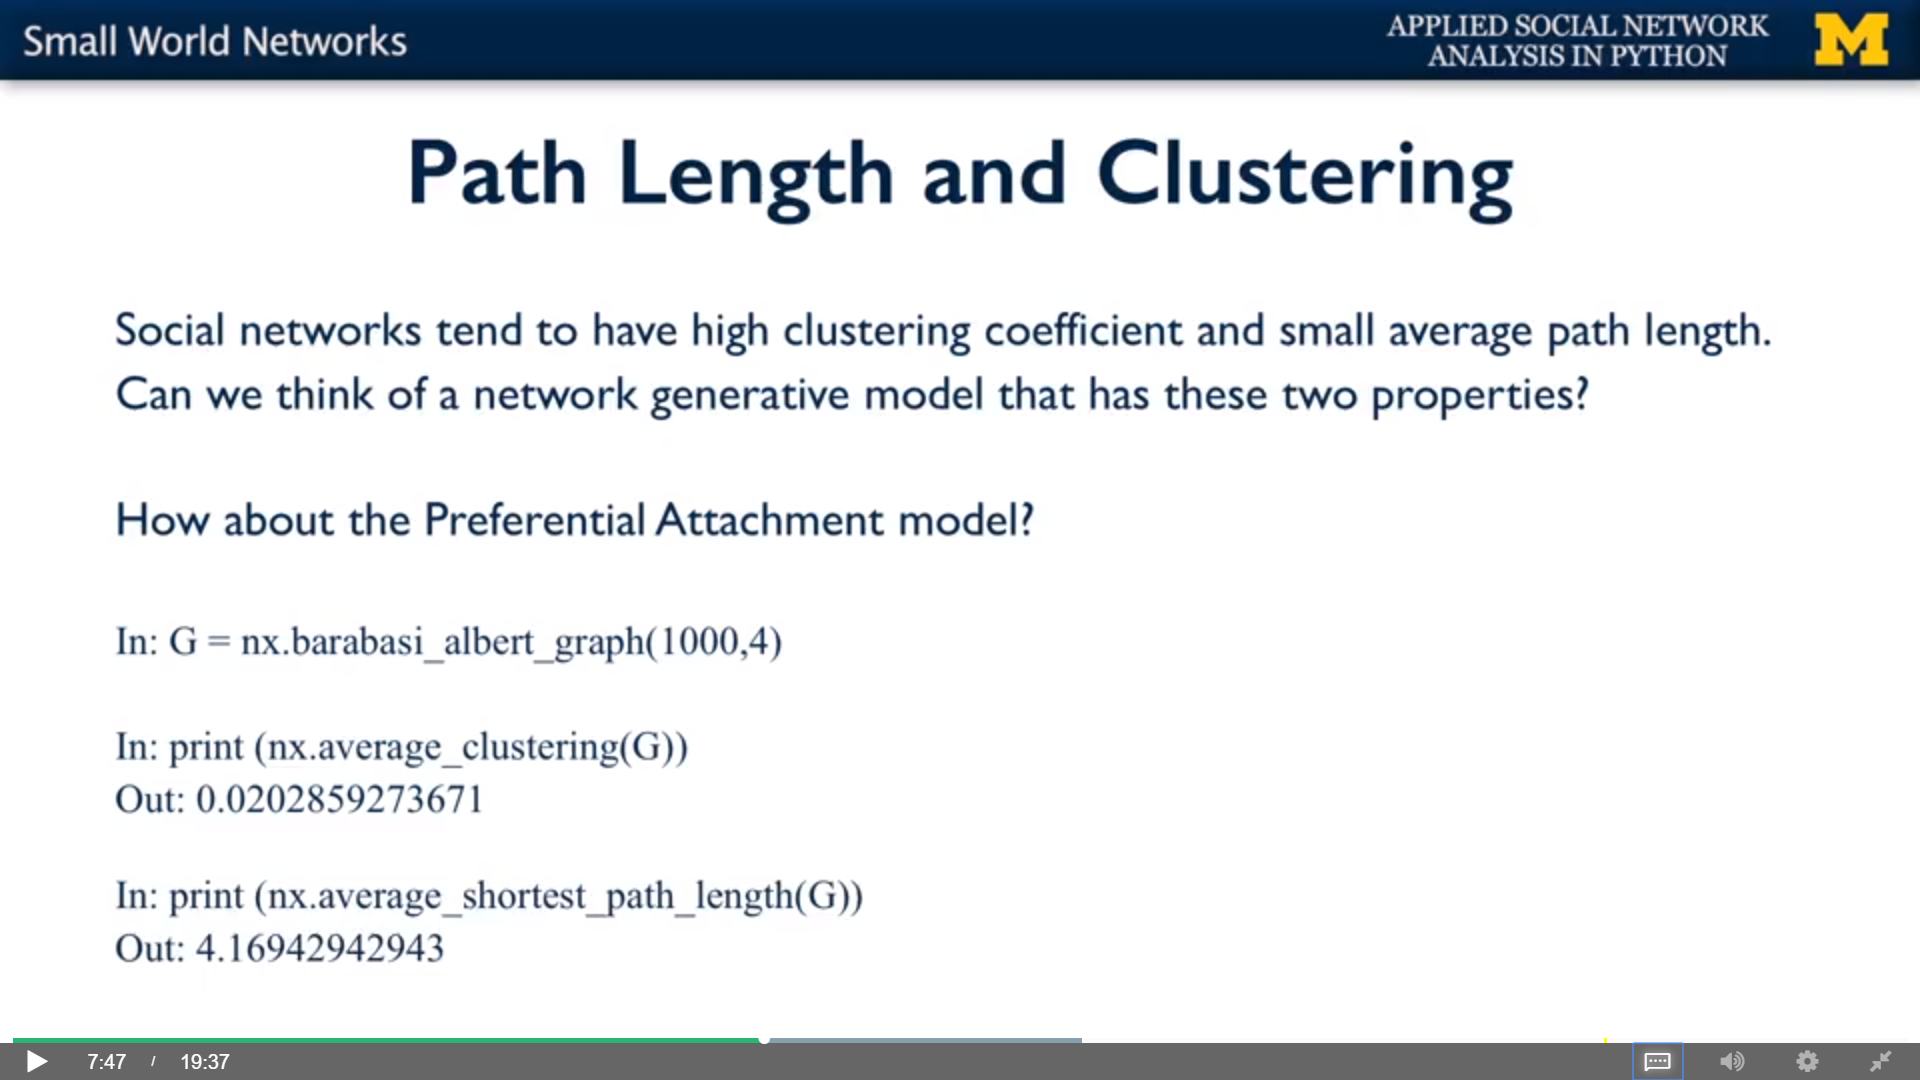 Small World Networks
APPLIED SOCIAL NETWORK
ANALYSIS IN PYTHON
M
Path Length and Clustering
Social networks tend to have high clustering coefficient and small average path length.
Can we think of a network generative model that has these two properties?
How about the Preferential Attachment model?
In: G = nx.barabasi_albert_graph(1000,4)
In: print (nx.average_clustering(G))
Out: 0.0202859273671
In: print (nx.average_shortest_path_length(G))
Out: 4.16942942943
7:47 / 19:37